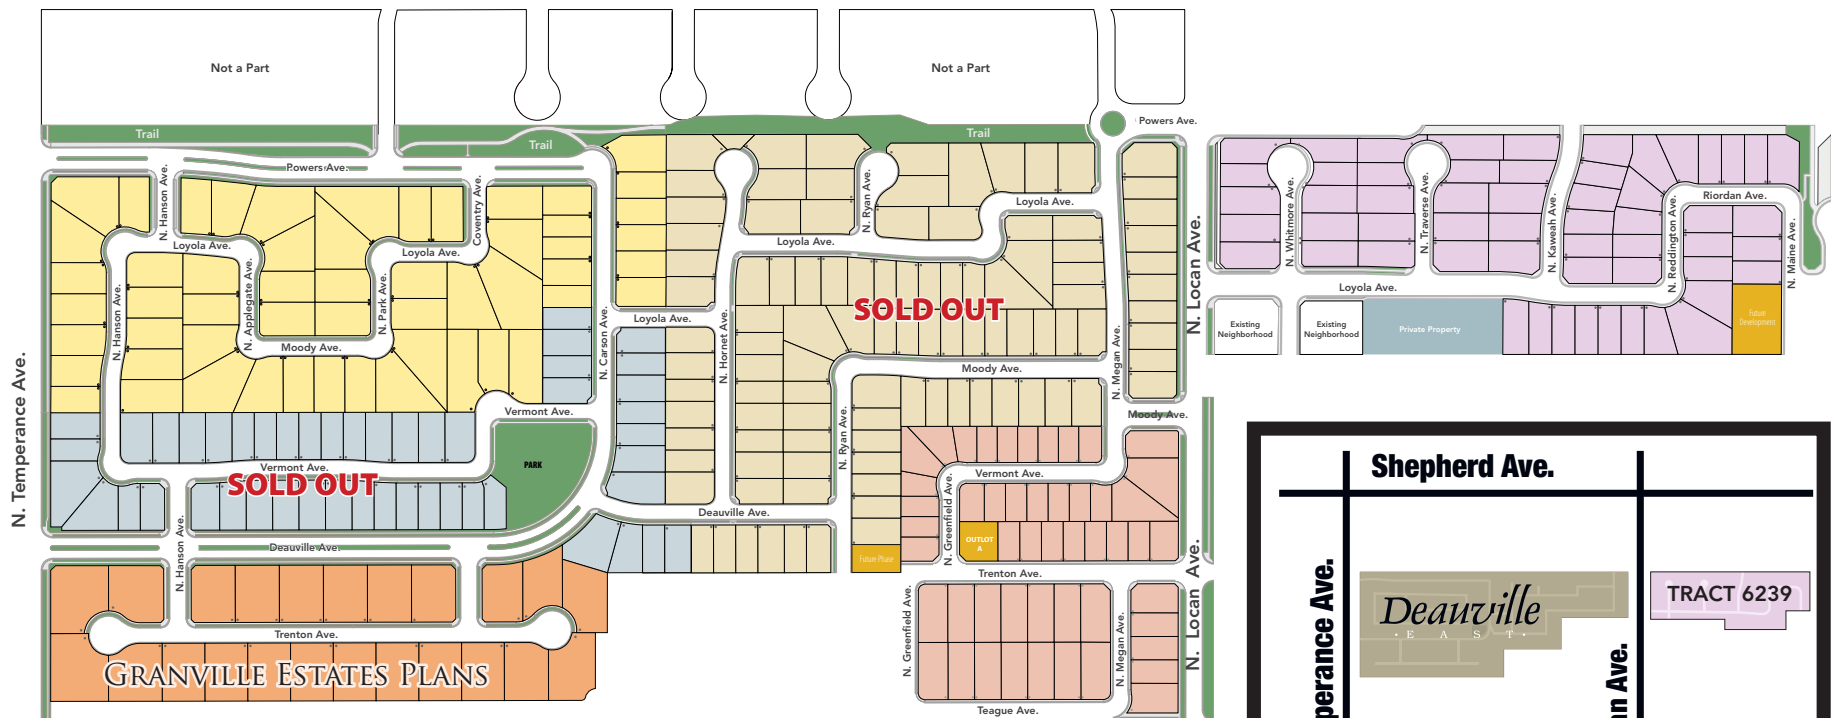 Not a Part
Not a Part
Trail
Trail
Trail
Powers Ave.
Powers Ave.
N. Hanson Ave.
Coventry Ave.
N. Ryan Ave.
Loyola Ave.
Loyola Ave.
Loyola Ave.
Loyola Ave.
N. Locan Ave.
N. Whitmore Ave.
N. Traverse Ave.
N. Kaweah Ave.
N. Reddington Ave.
Riordan Ave.
N. Maine Ave.
Loyola Ave.
N. Temperance Ave.
N. Hanson Ave.
N. Applegate Ave.
N. Park Ave.
Moody Ave.
N. Carson Ave.
Loyola Ave.
N. Hornet Ave.
SOLD OUT
N. Megan Ave.
Moody Ave.
Moody Ave.
Existing
Neighborhood
Existing
Neighborhood
Private Property
Future
Development
Vermont Ave.
Vermont Ave.
SOLD OUT
PARK
N. Ryan Ave.
Vermont Ave.
N. Greenfield Ave.
OUTLOT
A
Future Phase
Deauville Ave.
Deauville Ave.
N. Hanson Ave.
Trenton Ave.
Trenton Ave.
N. Greenfield Ave.
N. Megan Ave.
N. Locan Ave.
Teague Ave.
GRANVILLE ESTATES PLANS
Shepherd Ave.
perance Ave.
Deauville
· E A S T ·
TRACT 6239
an Ave.